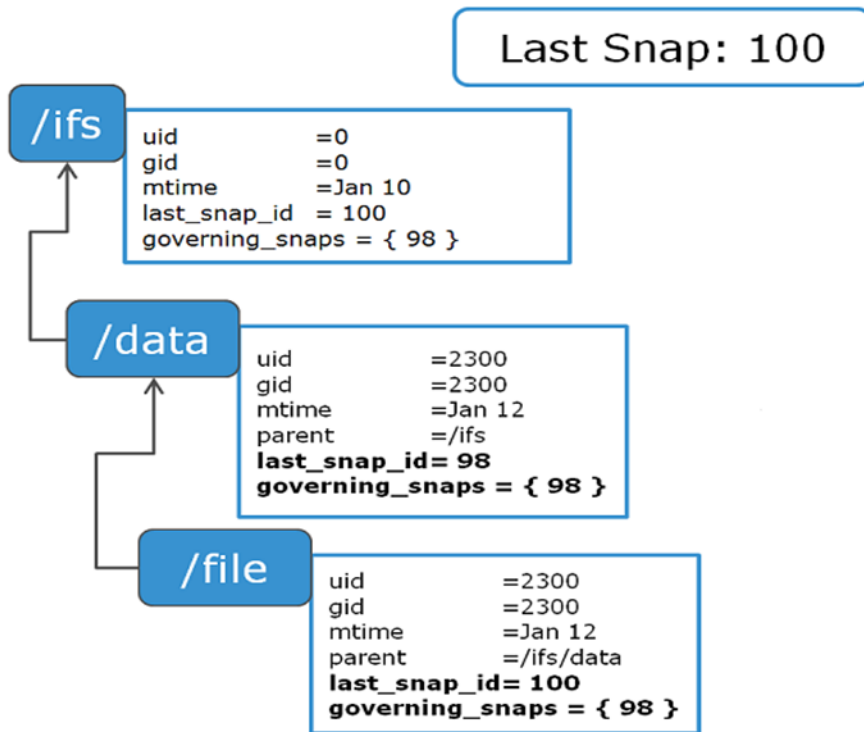 Last Snap: 100
/ifs
uid =0
gid =0
mtime =Jan 10
last_snap_id = 100
governing_snaps = { 98 }
/data
uid =2300
gid =2300
mtime =Jan 12
parent =/ifs
last_snap_id= 98
governing_snaps = { 98 }
/file
uid =2300
gid =2300
mtime =Jan 12
parent =/ifs/data
last_snap_id= 100
governing_snaps = { 98 }